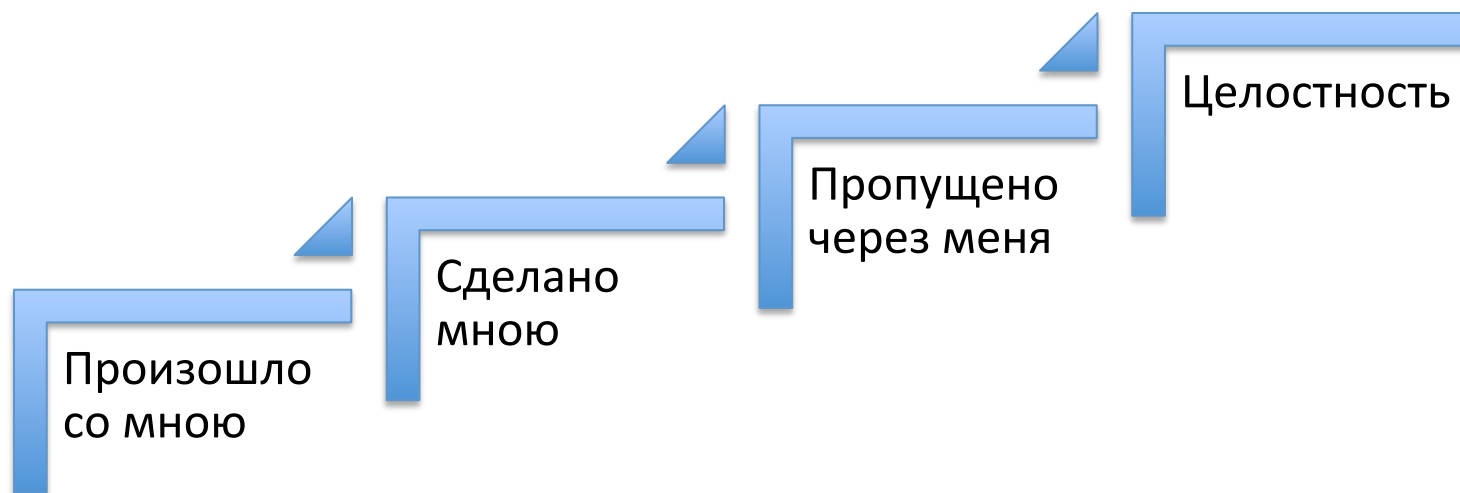 Произошло
со мною
Сделано
мною
Пропущено
через меня
Целостность